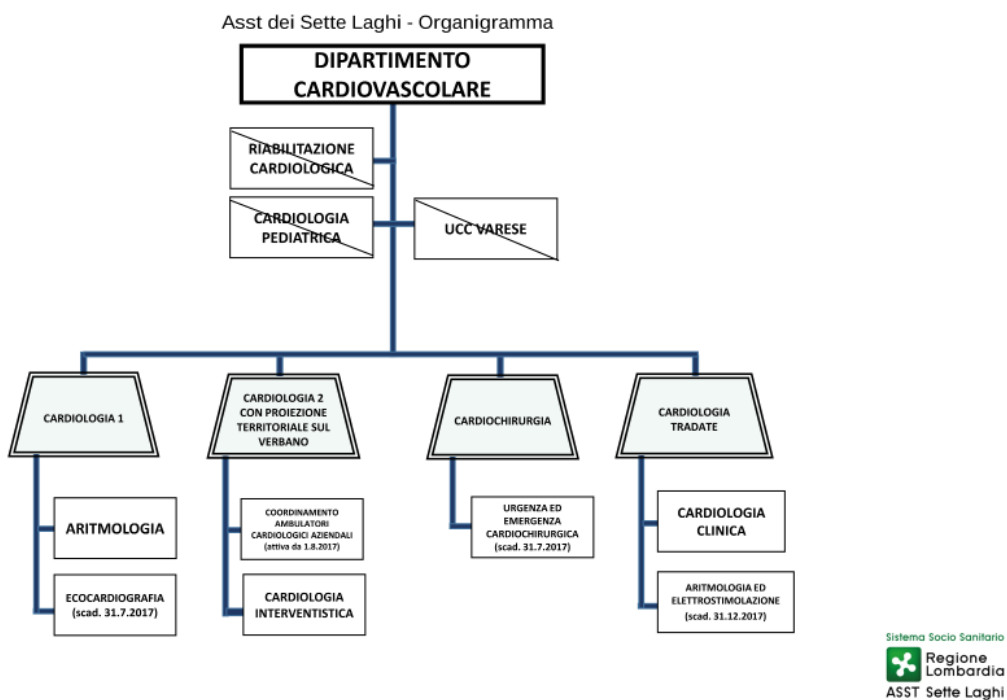 Asst dei Sette Laghi - Organigramma
DIPARTIMENTO
CARDIOVASCOLARE
RIABILITAZIONE
CARDIOLOGICA
CARDIOLOGIA
PEDIATRICA
UCC VARESE
CARDIOLOGIA 1
CARDIOLOGIA 2
CON PROIEZIONE
TERRITORIALE SUL
VERBANO
CARDIOCHIRURGIA
CARDIOLOGIA
TRADATE
ARITMOLOGIA
ECOCARDIOGRAFIA
(scad. 31.7.2017)
COORDINAMENTO
AMBULATORI
CARDIOLOGICI AZIENDALI
(attiva da 1.8.2017)
CARDIOLOGIA
INTERVENTISTICA
URGENZA ED
EMERGENZA
CARDIOCHIRURGICA
(scad. 31.7.2017)
CARDIOLOGIA
CLINICA
ARITMOLOGIA ED
ELETTROSTIMOLAZIONE
(scad. 31.12.2017)
Sistema Socio Sanitario
Regione
Lombardia
ASST Sette Laghi